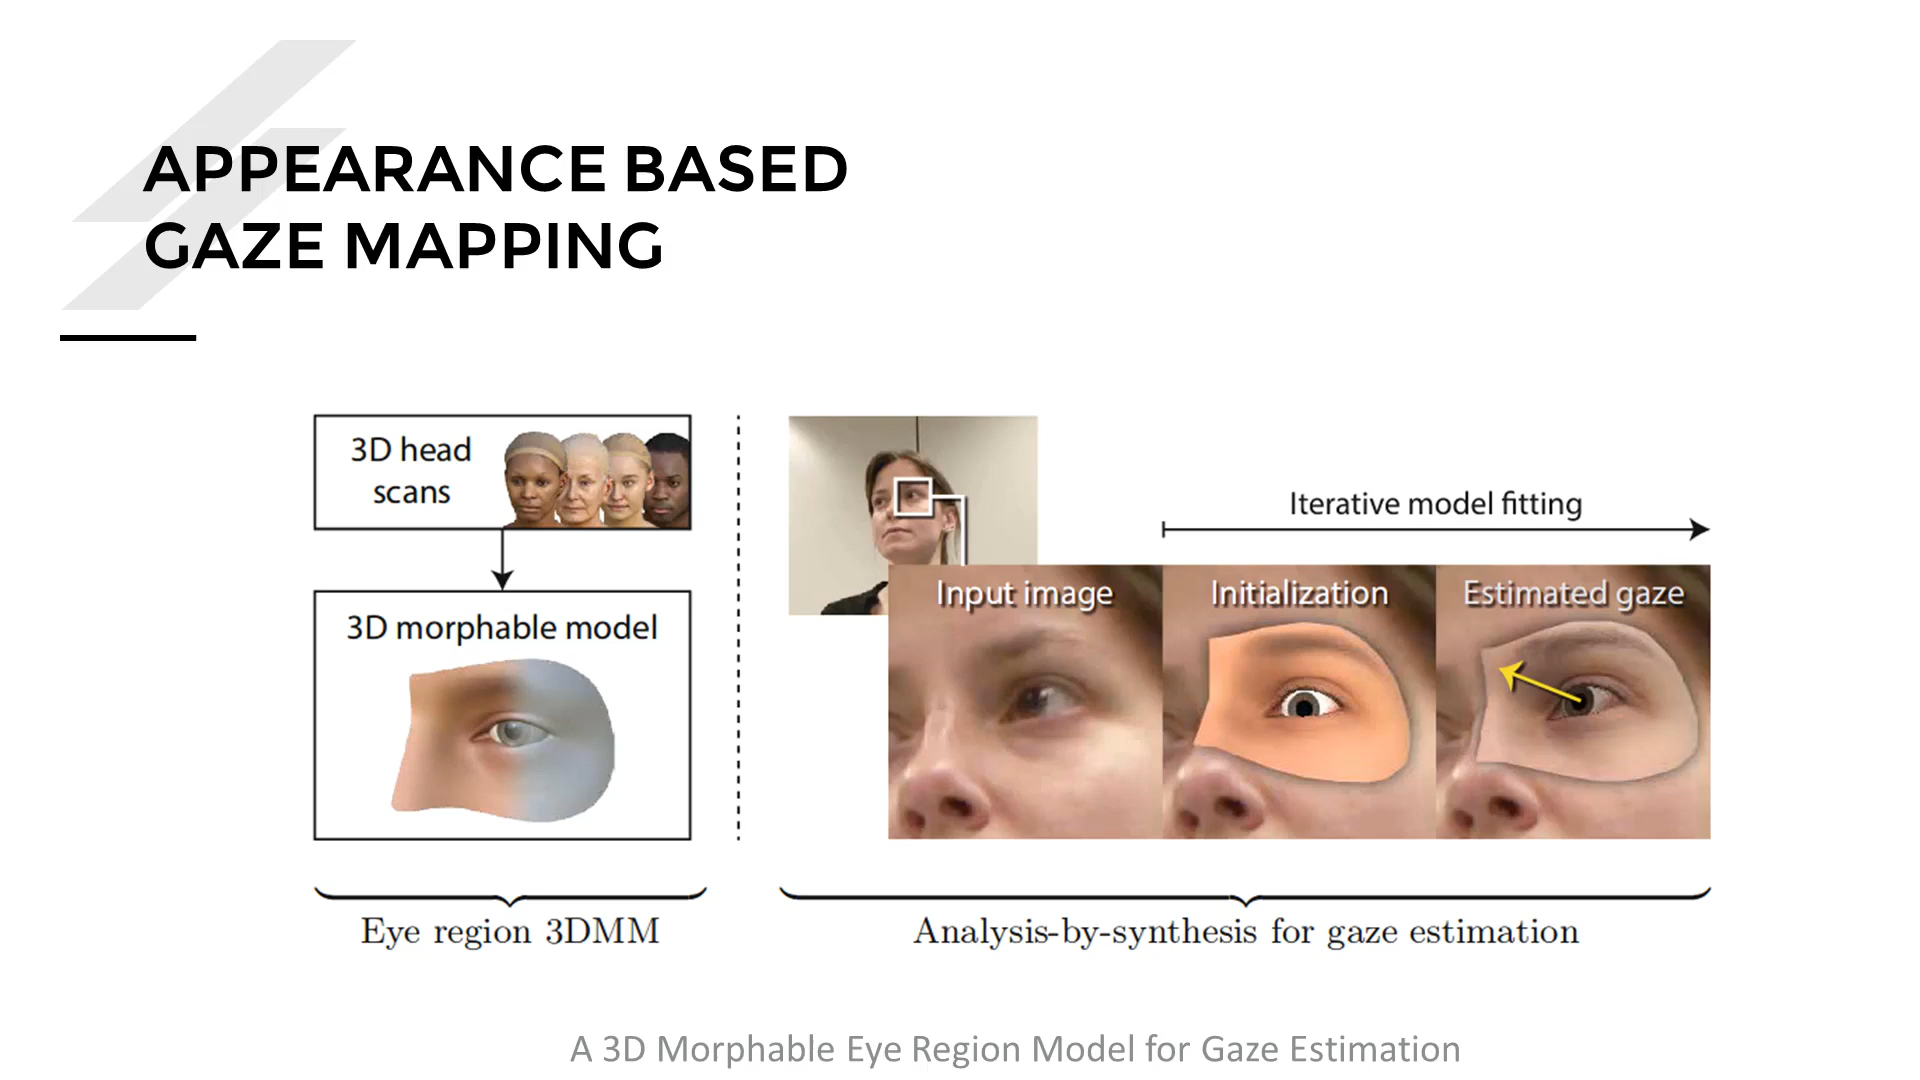 APPEARANCE BASED
GAZE MAPPING
3D head
scans
3D morphable model
Eye region 3DMM
Iterative model fitting
Input image
Initialization
Estimated gaze
Analysis-by-synthesis for gaze estimation
A 3D Morphable Eye Region Model for Gaze Estimation